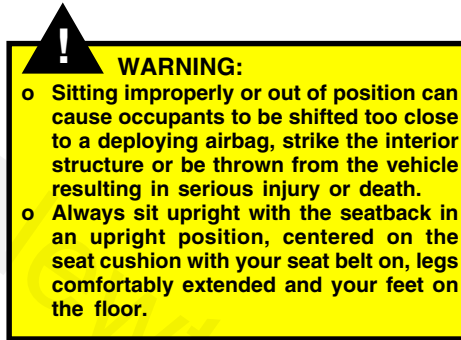 !
WARNING:
o Sitting improperly or out of position can
cause occupants to be shifted too close
to a deploying airbag, strike the interior
structure or be thrown from the vehicle
resulting in serious injury or death.
o Always sit upright with the seatback in
an upright position, centered on the
seat cushion with your seat belt on, legs
comfortably extended and your feet on
the floor.